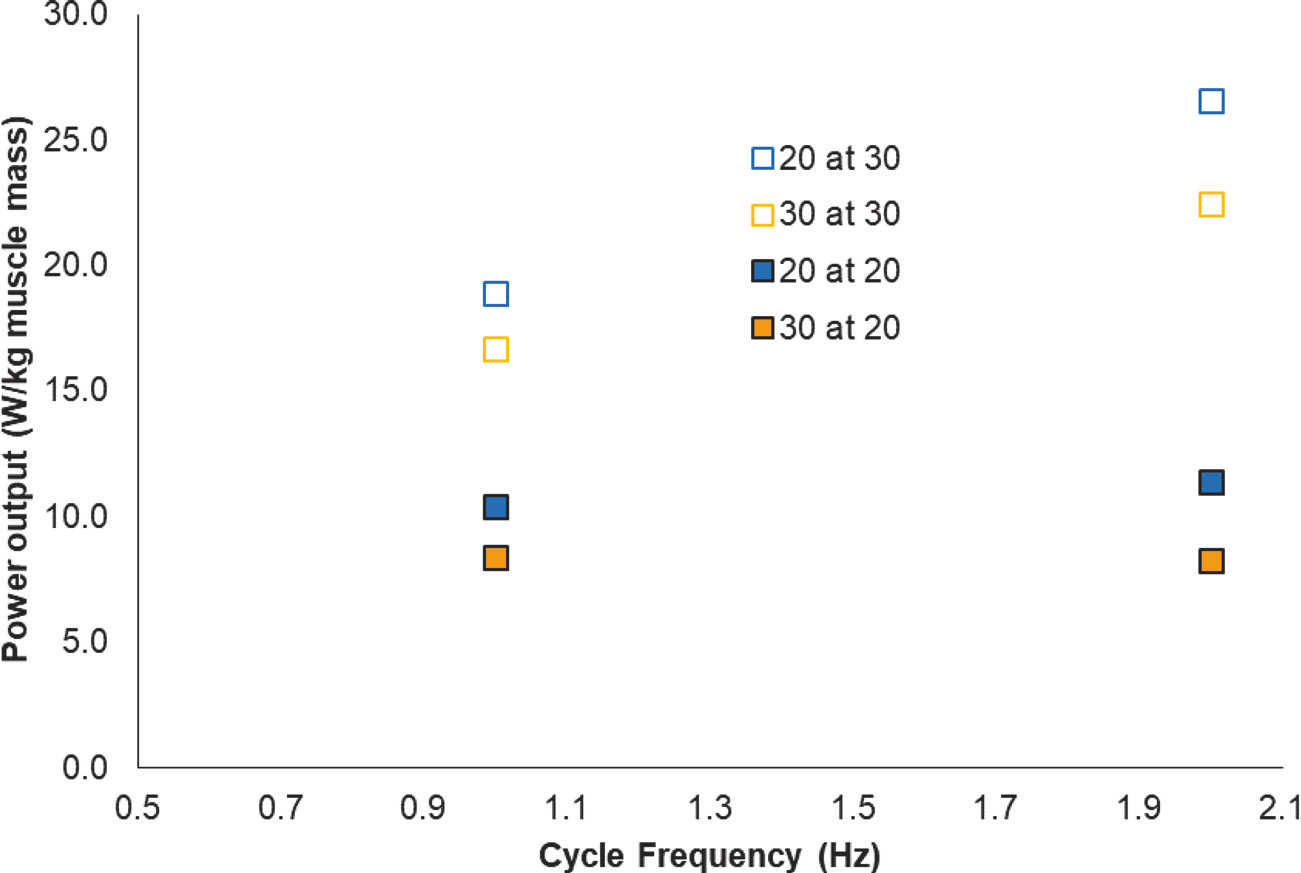 30.0
25.0
20.0
15.0
10.0
5.0
0.0
Power output (W/kg muscle mass)
20 at 30
30 at 30
20 at 20
30 at 20
0.5 0.7 0.9 1.1 1.3 1.5 1.7 1.9 2.1
Cycle Frequency (Hz)